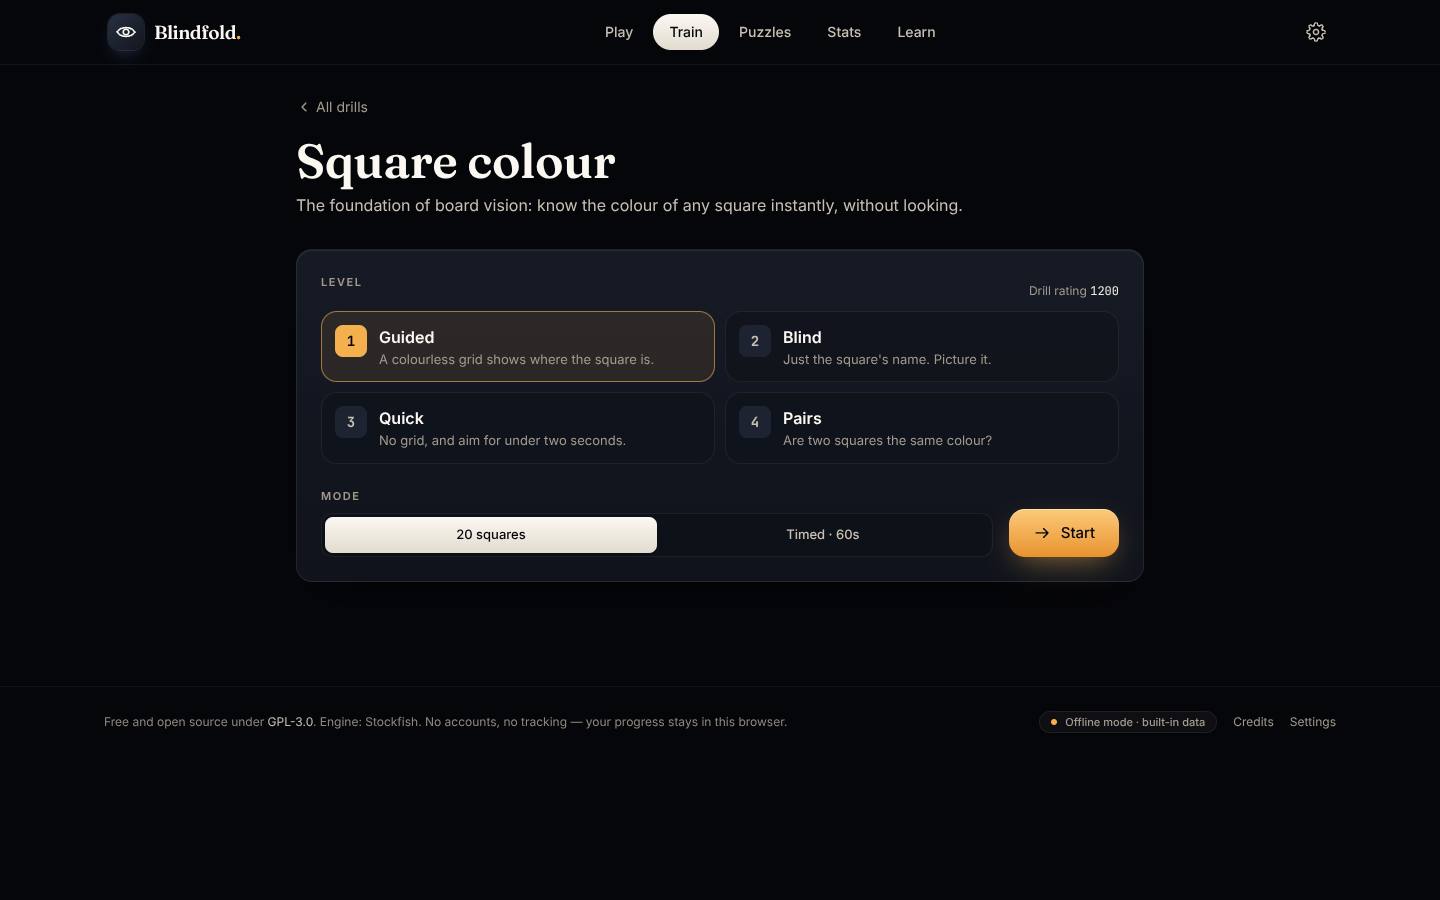 Blindfold.
Play
Train
Puzzles
Stats
Learn
All drills
Square colour
The foundation of board vision: know the colour of any square instantly, without looking.
LEVEL
Drill rating 1200
1
Guided
A colourless grid shows where the square is.
2
Blind
Just the square's name. Picture it.
3
Quick
No grid, and aim for under two seconds.
4
Pairs
Are two squares the same colour?
MODE
20 squares
Timed · 60s
Start
Free and open source under GPL-3.0. Engine: Stockfish. No accounts, no tracking — your progress stays in this browser.
Offline mode · built-in data
Credits
Settings